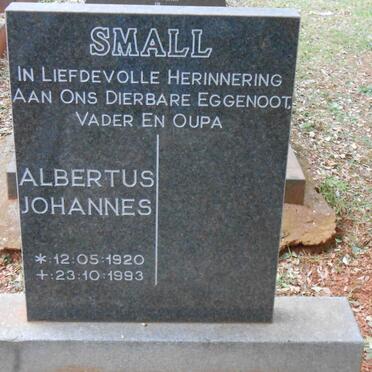 SMALL
IN LIEFDEVOLLE HERINNERING
AAN ONS DIERBARE EGGENOOT,
VADER EN OUPA
ALBERTUS
JOHANNES
*:12:05:1920
+:23:10:1993